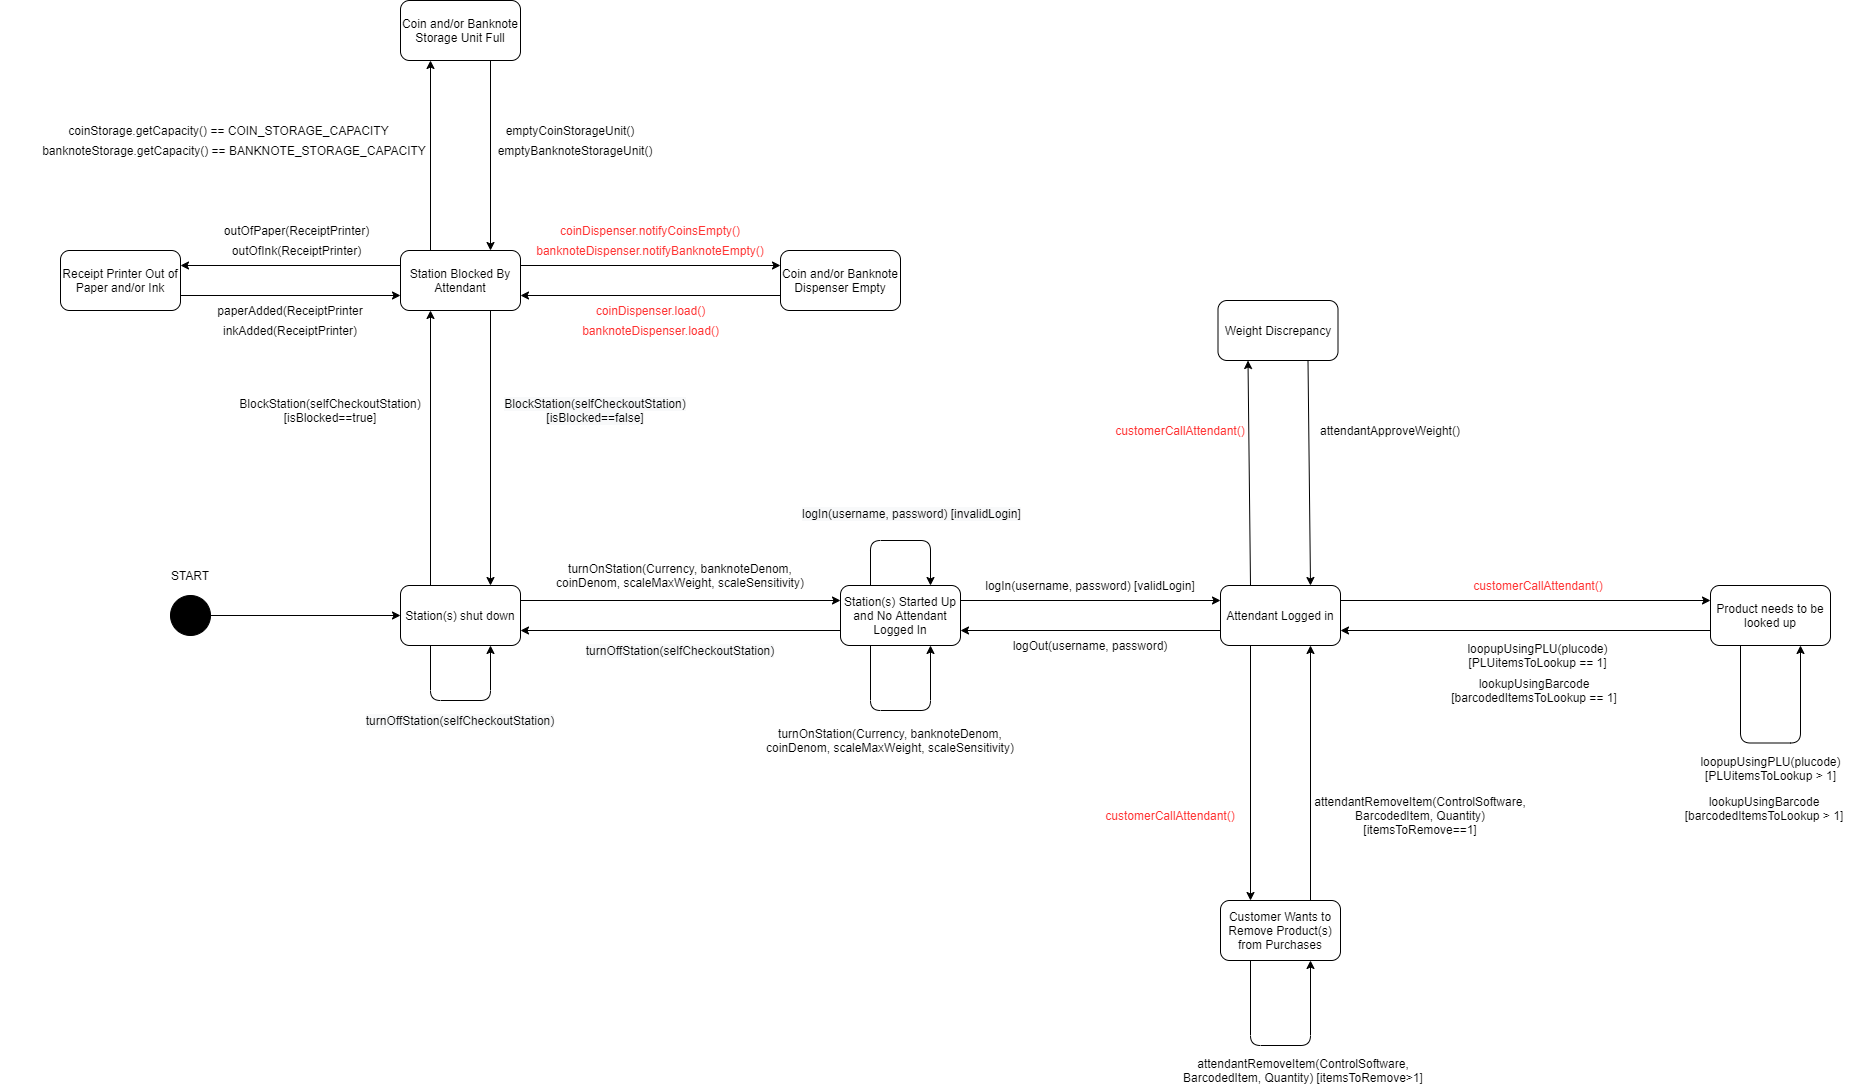 Coin and/or Banknote
Storage Unit Full
coinStorage.getCapacity() == COIN_STORAGE_CAPACITY
banknoteStorage.getCapacity() == BANKNOTE_STORAGE_CAPACITY
emptyCoinStorageUnit()
emptyBanknoteStorageUnit()
outOfPaper(ReceiptPrinter)
outOfInk(ReceiptPrinter)
coinDispenser.notifyCoinsEmpty()
banknoteDispenser.notifyBanknoteEmpty()
Receipt Printer Out of
Paper and/or Ink
Station Blocked By
Attendant
Coin and/or Banknote
Dispenser Empty
paperAdded(ReceiptPrinter
inkAdded(ReceiptPrinter)
coinDispenser.load()
banknoteDispenser.load()
Weight Discrepancy
BlockStation(selfCheckoutStation)
[isBlocked==true]
BlockStation(selfCheckoutStation)
[isBlocked==false]
customerCallAttendant()
attendantApproveWeight()
logIn(username, password) [invalidLogin]
START
turnOnStation(Currency, banknoteDenom,
coinDenom, scaleMaxWeight, scaleSensitivity)
logIn(username, password) [validLogin]
customerCallAttendant()
Station(s) shut down
Station(s) Started Up
and No Attendant
Logged In
Attendant Logged in
Product needs to be
looked up
turnOffStation(selfCheckoutStation)
logOut(username, password)
loopupUsingPLU(plucode)
[PLUitemsToLookup == 1]
lookupUsingBarcode
[barcodedItemsToLookup == 1]
turnOffStation(selfCheckoutStation)
turnOnStation(Currency, banknoteDenom,
coinDenom, scaleMaxWeight, scaleSensitivity)
loopupUsingPLU(plucode)
[PLUitemsToLookup > 1]
lookupUsingBarcode
[barcodedItemsToLookup > 1]
customerCallAttendant()
attendantRemoveItem(ControlSoftware,
BarcodedItem, Quantity)
[itemsToRemove==1]
Customer Wants to
Remove Product(s)
from Purchases
attendantRemoveItem(ControlSoftware,
BarcodedItem, Quantity) [itemsToRemove>1]